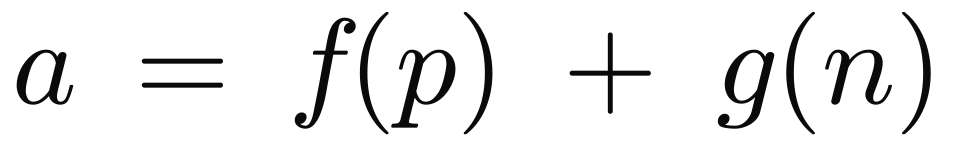 a = f(p) + g(n)